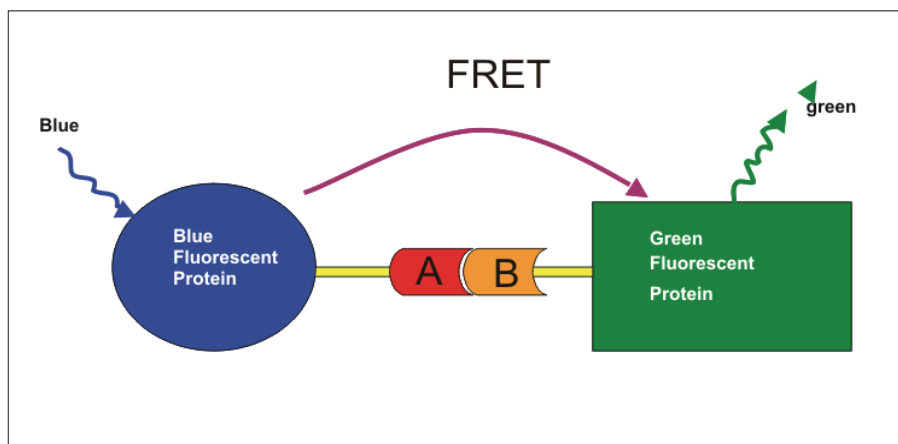 FRET
Blue
green
Blue
Fluorescent
Protein
A
B
Green
Fluorescent
Protein